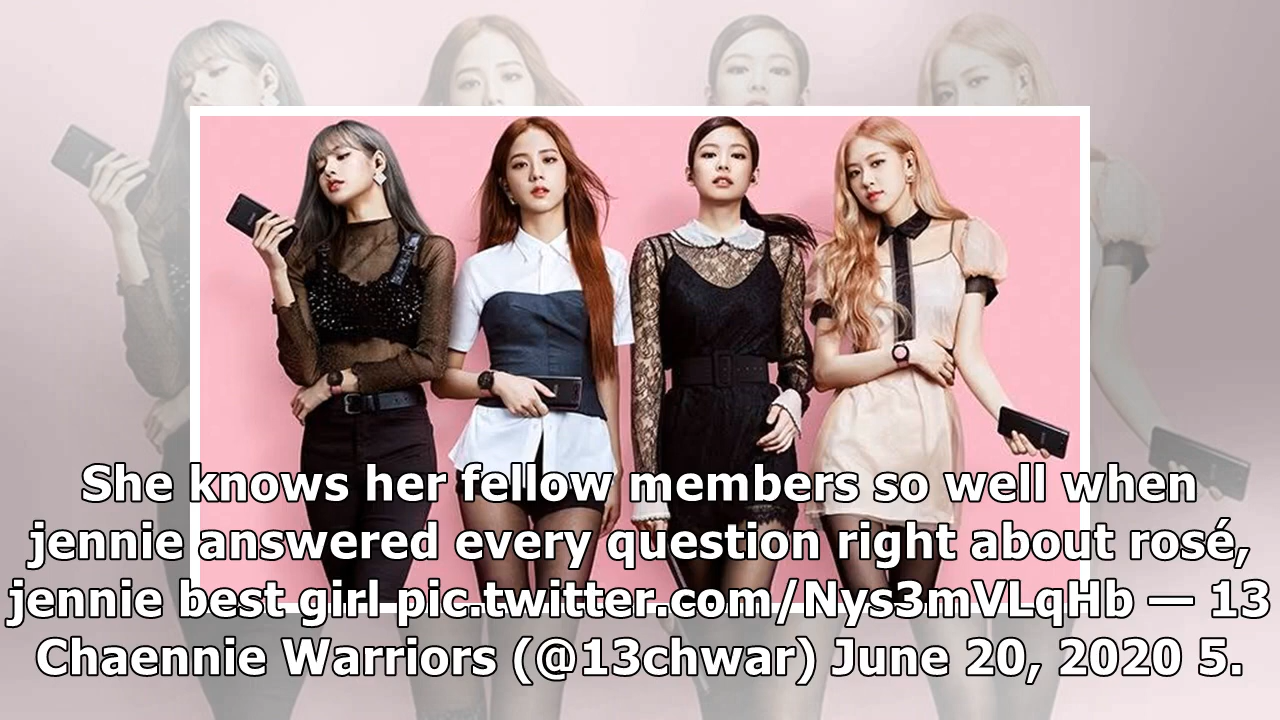 She knows her fellow members so well when
jennie answered every question right about rosé,
jennie best girl pic.twitter.com/Nys3mVLqHb — 13
Chaennie Warriors (@13chwar) June 20, 2020 5.